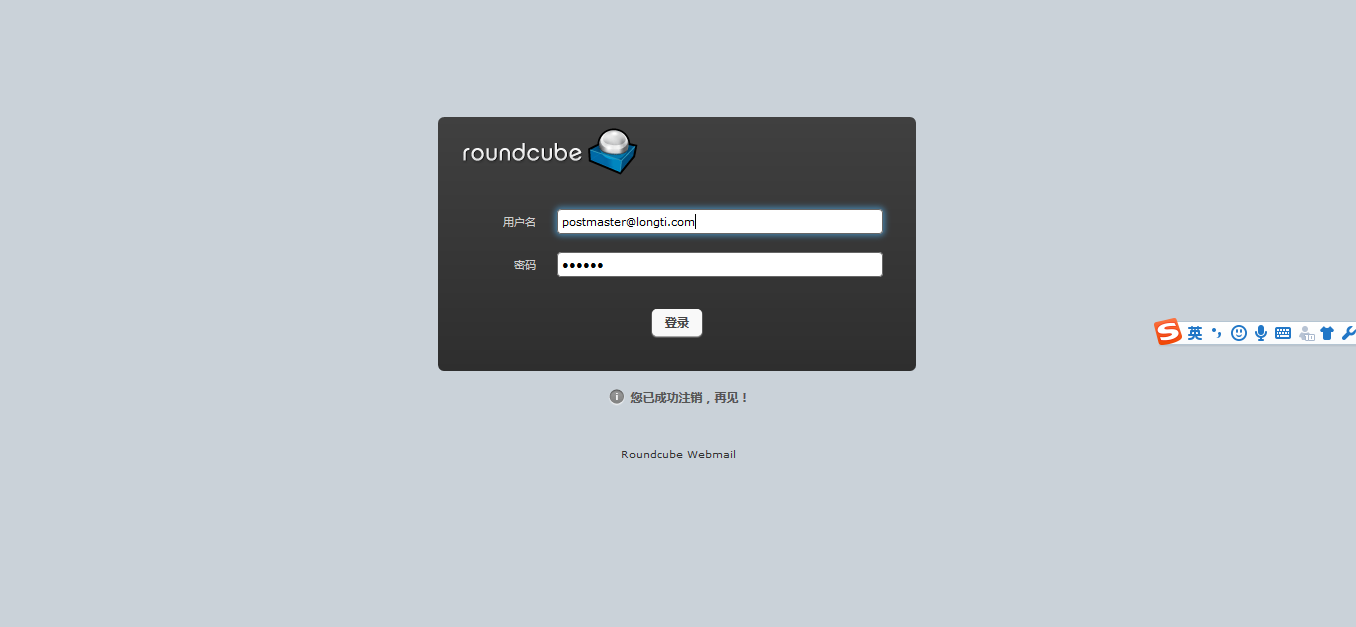 roundcube
用户名
postmaster@longti.com
密码
••••••
登录
英
您已成功注销，再见！
Roundcube Webmail